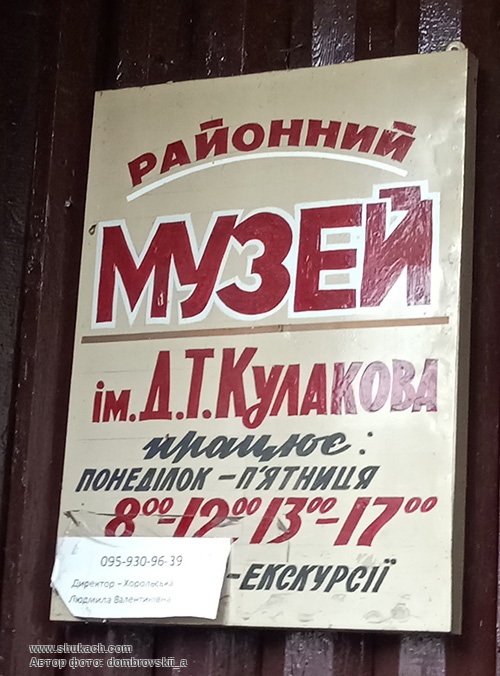 РАЙОННИЙ
МУЗЕЙ
ім. Д.Т.КУЛАКОВА
працює:
ПОНЕДІЛОК – П'ЯТНИЦЯ
8⁰⁰-12⁰⁰ 13⁰⁰-17⁰⁰
– ЕКСКУРСІЇ
095-930-96-39
Директор – Хорольська
Людмила Валентинівна
www.shukach.com
Автор фото: dombrovskii_a